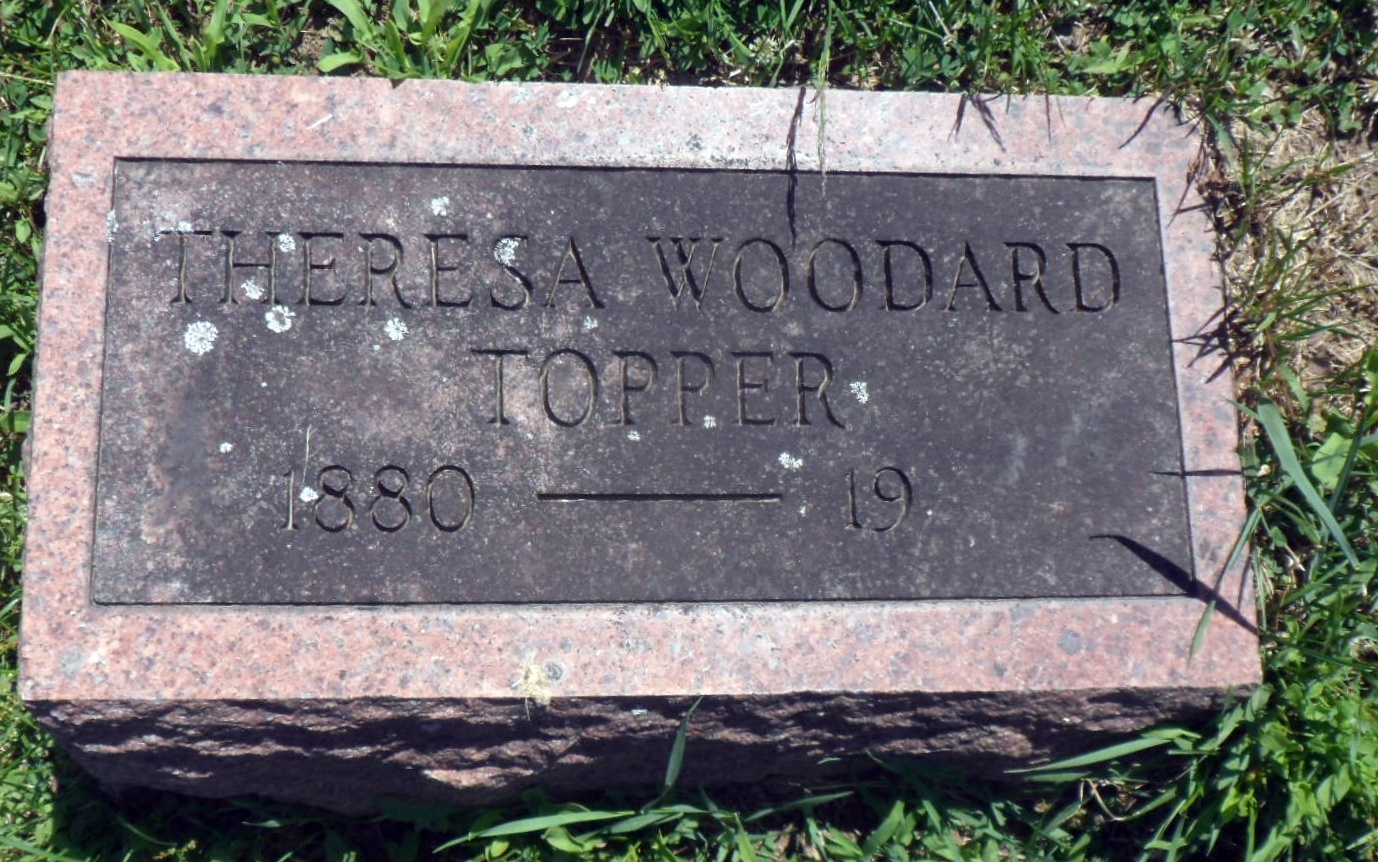 THERESA WOODARD
TOPPER
1880 — 19